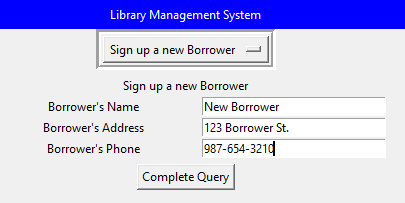 Library Management System
Sign up a new Borrower
Sign up a new Borrower
Borrower's Name New Borrower
Borrower's Address 123 Borrower St.
Borrower's Phone 987-654-3210
Complete Query